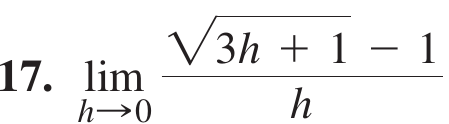 17. lim h→0 √(3h + 1) − 1 / h